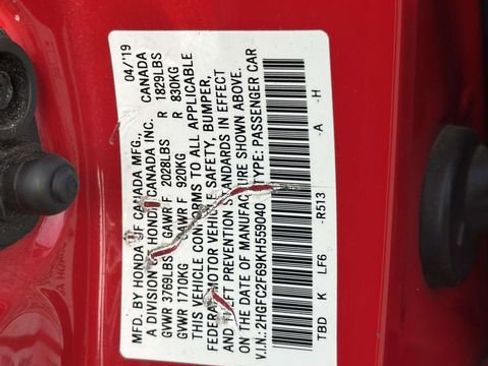 MFD. BY HONDA OF CANADA MFG., 04/19
A DIVISION OF HONDA CANADA INC. CANADA
GVWR 3769LBS GAWR F 2028LBS R 1829LBS
GVWR 1710KG GAWR F 920KG R 830KG
THIS VEHICLE CONFORMS TO ALL APPLICABLE
FEDERAL MOTOR VEHICLE SAFETY, BUMPER,
AND THEFT PREVENTION STANDARDS IN EFFECT
ON THE DATE OF MANUFACTURE SHOWN ABOVE.
V.I.N.: 2HGFC2F69KH559040 TYPE: PASSENGER CAR
TBD K LF6 -R513 -A -H